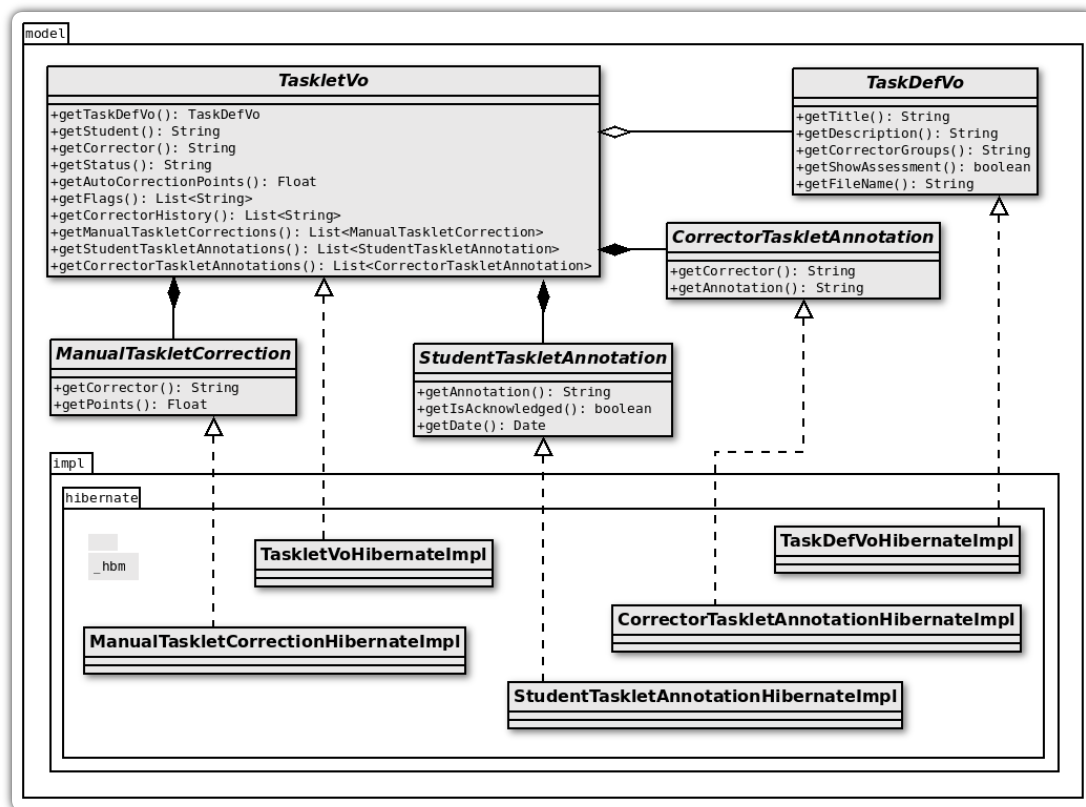 model
TaskletVo
+getTaskDefVo(): TaskDefVo
+getStudent(): String
+getCorrector(): String
+getStatus(): String
+getAutoCorrectionPoints(): Float
+getFlags(): List<String>
+getCorrectorHistory(): List<String>
+getManualTaskletCorrections(): List<ManualTaskletCorrection>
+getStudentTaskletAnnotations(): List<StudentTaskletAnnotation>
+getCorrectorTaskletAnnotations(): List<CorrectorTaskletAnnotation>
TaskDefVo
+getTitle(): String
+getDescription(): String
+getCorrectorGroups(): String
+getShowAssessment(): boolean
+getFileName(): String
CorrectorTaskletAnnotation
+getCorrector(): String
+getAnnotation(): String
ManualTaskletCorrection
+getCorrector(): String
+getPoints(): Float
StudentTaskletAnnotation
+getAnnotation(): String
+getIsAcknowledged(): boolean
+getDate(): Date
impl
hibernate
_hbm
TaskletVoHibernateImpl
TaskDefVoHibernateImpl
CorrectorTaskletAnnotationHibernateImpl
ManualTaskletCorrectionHibernateImpl
StudentTaskletAnnotationHibernateImpl